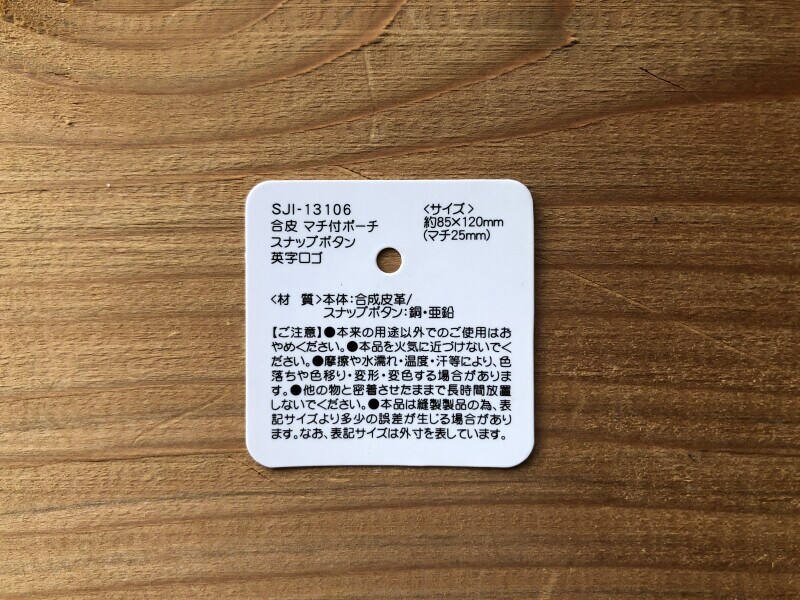 SJI-13106
合皮 マチ付ポーチ
スナップボタン
英字ロゴ
〈サイズ〉
約85×120mm
(マチ25mm)
〈材 質〉本体:合成皮革/
スナップボタン:銅・亜鉛
【ご注意】●本来の用途以外でのご使用はお
やめください。●本品を火気に近づけないでく
ださい。●摩擦や水濡れ・温度・汗等により、色
落ちや色移り・変形・変色する場合がありま
す。●他の物と密着させたままで長時間放置
しないでください。●本品は縫製製品の為、表
記サイズより多少の誤差が生じる場合があり
ます。なお、表記サイズは外寸を表しています。